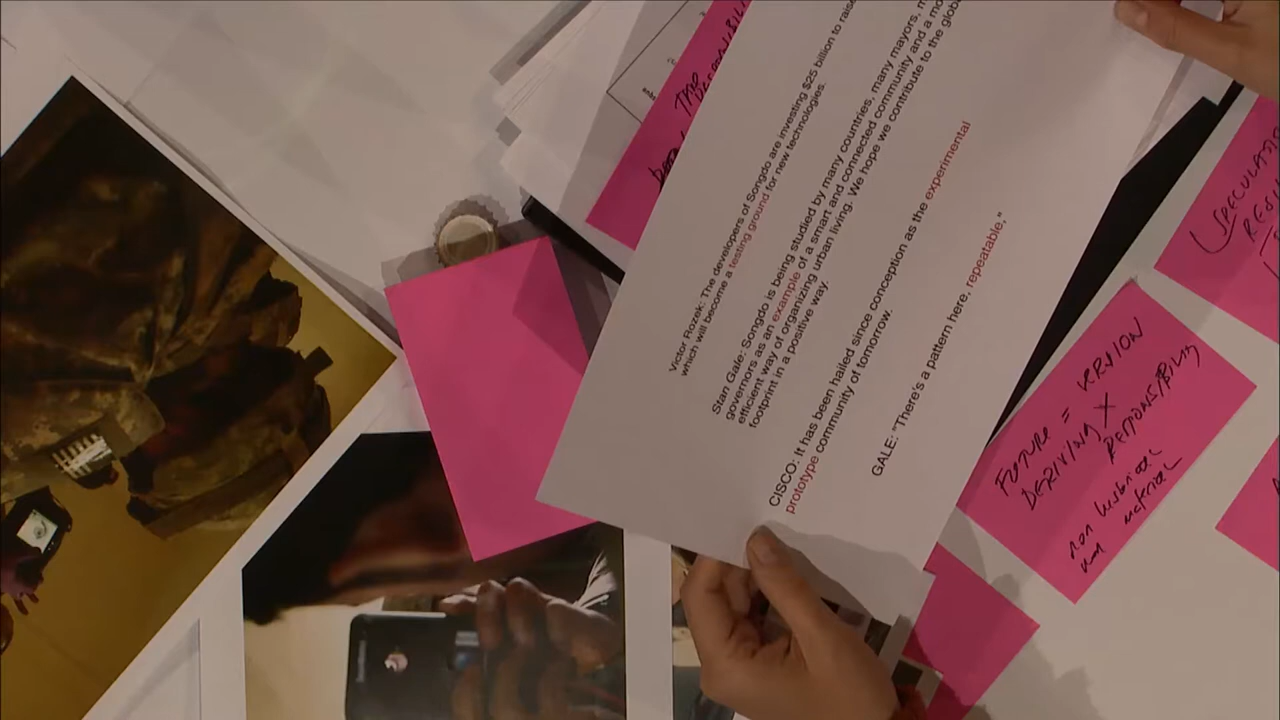 Victor Rozek: The developers of Songdo are investing $25 billion to raise
which will become a testing ground for new technologies.
Stan Gale: Songdo is being studied by many countries, many mayors,
governors as an example of a smart and connected community and a
efficient way of organizing urban living. We hope we contribute to the
footprint in a positive way.
CISCO: It has been hailed since conception as the experimental
prototype community of tomorrow.
GALE: "There's a pattern here, repeatable,"
FUTURE = VERSION
DERIVING X
RESPONSIBILITY
non historical
material